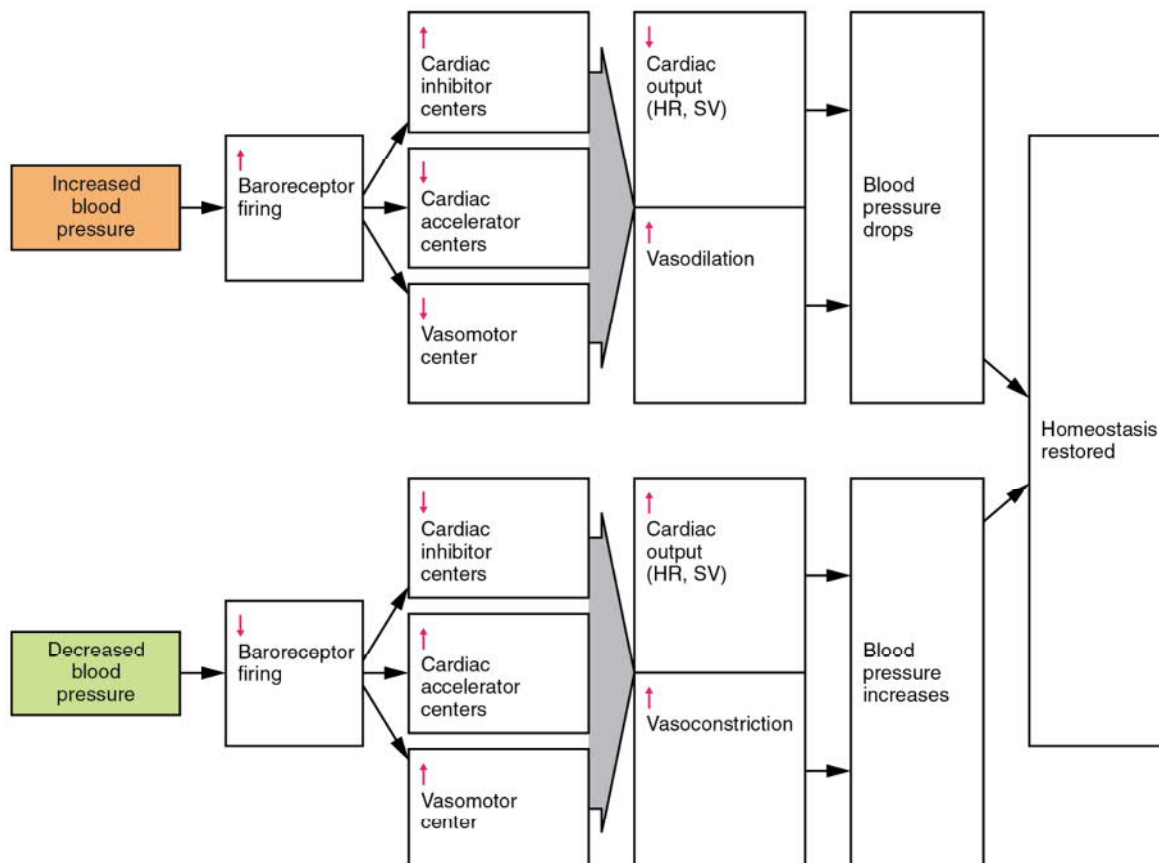 Increased
blood
pressure
↑
Baroreceptor
firing
↑
Cardiac
inhibitor
centers
↓
Cardiac
accelerator
centers
↓
Vasomotor
center
↓
Cardiac
output
(HR, SV)
↑
Vasodilation
Blood
pressure
drops
Homeostasis
restored
Decreased
blood
pressure
↓
Baroreceptor
firing
↓
Cardiac
inhibitor
centers
↑
Cardiac
accelerator
centers
↑
Vasomotor
center
↑
Cardiac
output
(HR, SV)
↑
Vasoconstriction
Blood
pressure
increases